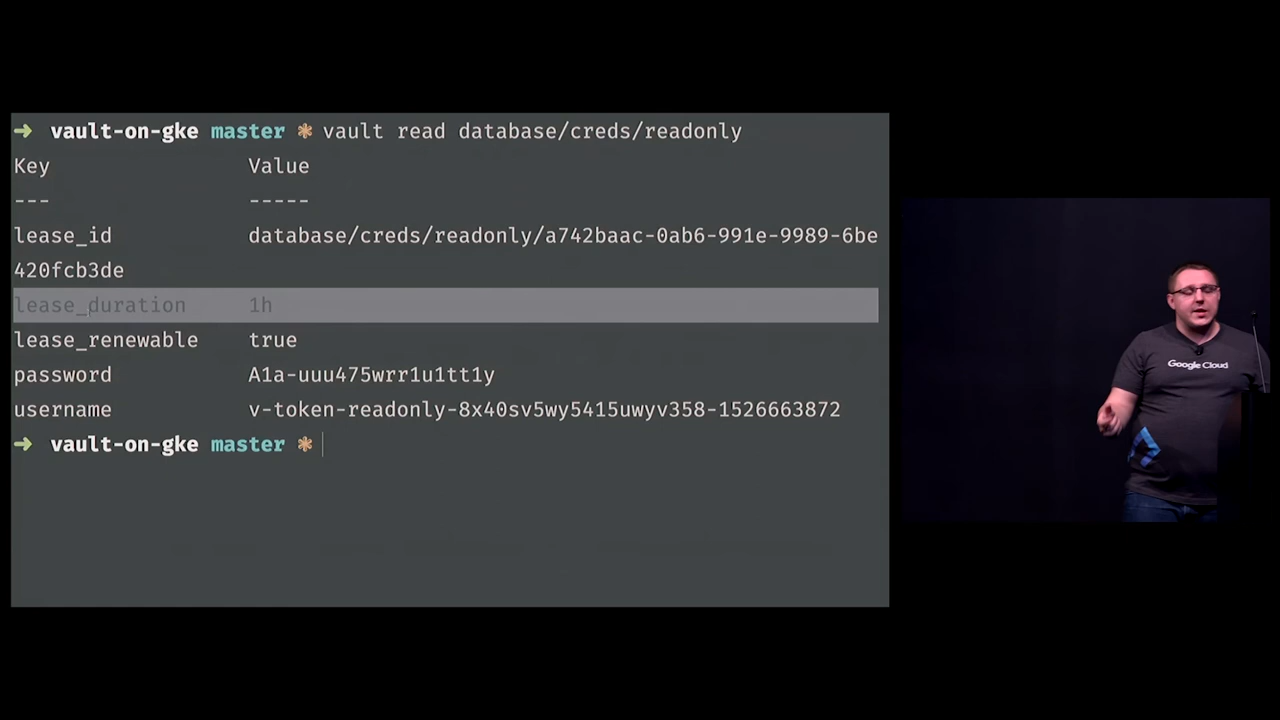 ➜ vault-on-gke master ❃ vault read database/creds/readonly
Key Value
--- -----
lease_id database/creds/readonly/a742baac-0ab6-991e-9989-6be
420fcb3de
lease_duration 1h
lease_renewable true
password A1a-uuu475wrr1u1tt1y
username v-token-readonly-8x40sv5wy5415uwyv358-1526663872
➜ vault-on-gke master ❃
Google Cloud